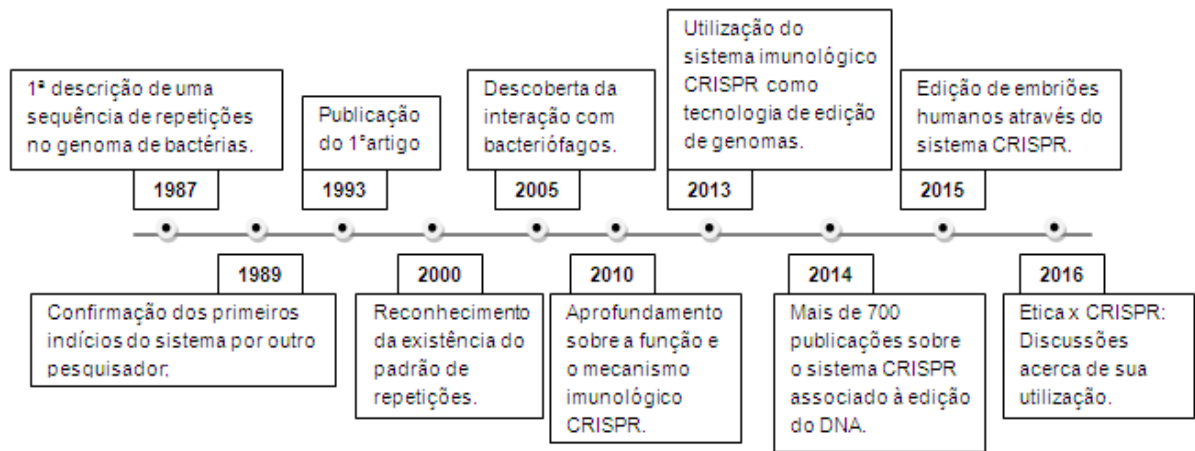 1ª descrição de uma
sequência de repetições
no genoma de bactérias.
1987
Confirmação dos primeiros
indícios do sistema por outro
pesquisador;
1989
Publicação
do 1ºartigo
1993
Reconhecimento
da existência do
padrão de
repetições.
2000
Descoberta da
interação com
bacteriófagos.
2005
Aprofundamento
sobre a função e
o mecanismo
imunológico
CRISPR.
2010
Utilização do
sistema imunológico
CRISPR como
tecnologia de edição
de genomas.
2013
Mais de 700
publicações sobre
o sistema CRISPR
associado à edição
do DNA.
2014
Edição de embriões
humanos através do
sistema CRISPR.
2015
Etica x CRISPR:
Discussões
acerca de sua
utilização.
2016